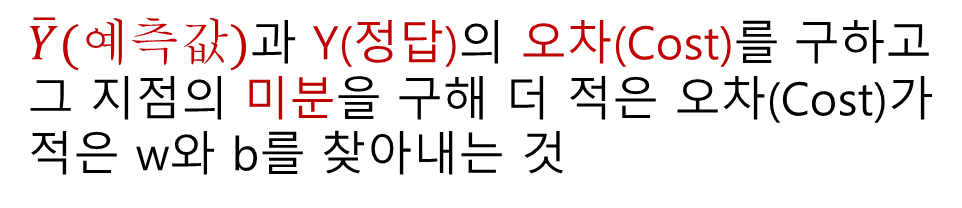 Ȳ(예측값)과 Y(정답)의 오차(Cost)를 구하고
그 지점의 미분을 구해 더 적은 오차(Cost)가
적은 w와 b를 찾아내는 것